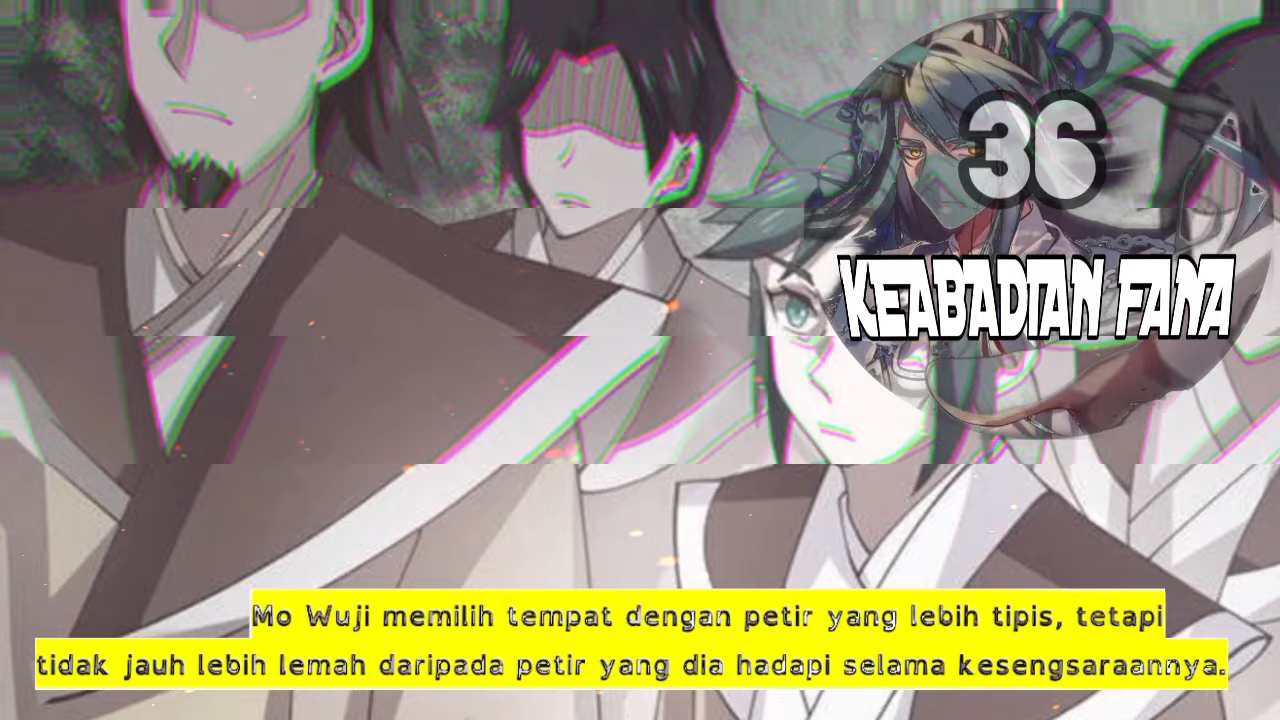 36
KEABADIAN FANA
Mo Wuji memilih tempat dengan petir yang lebih tipis, tetapi
tidak jauh lebih lemah daripada petir yang dia hadapi selama kesengsaraannya.